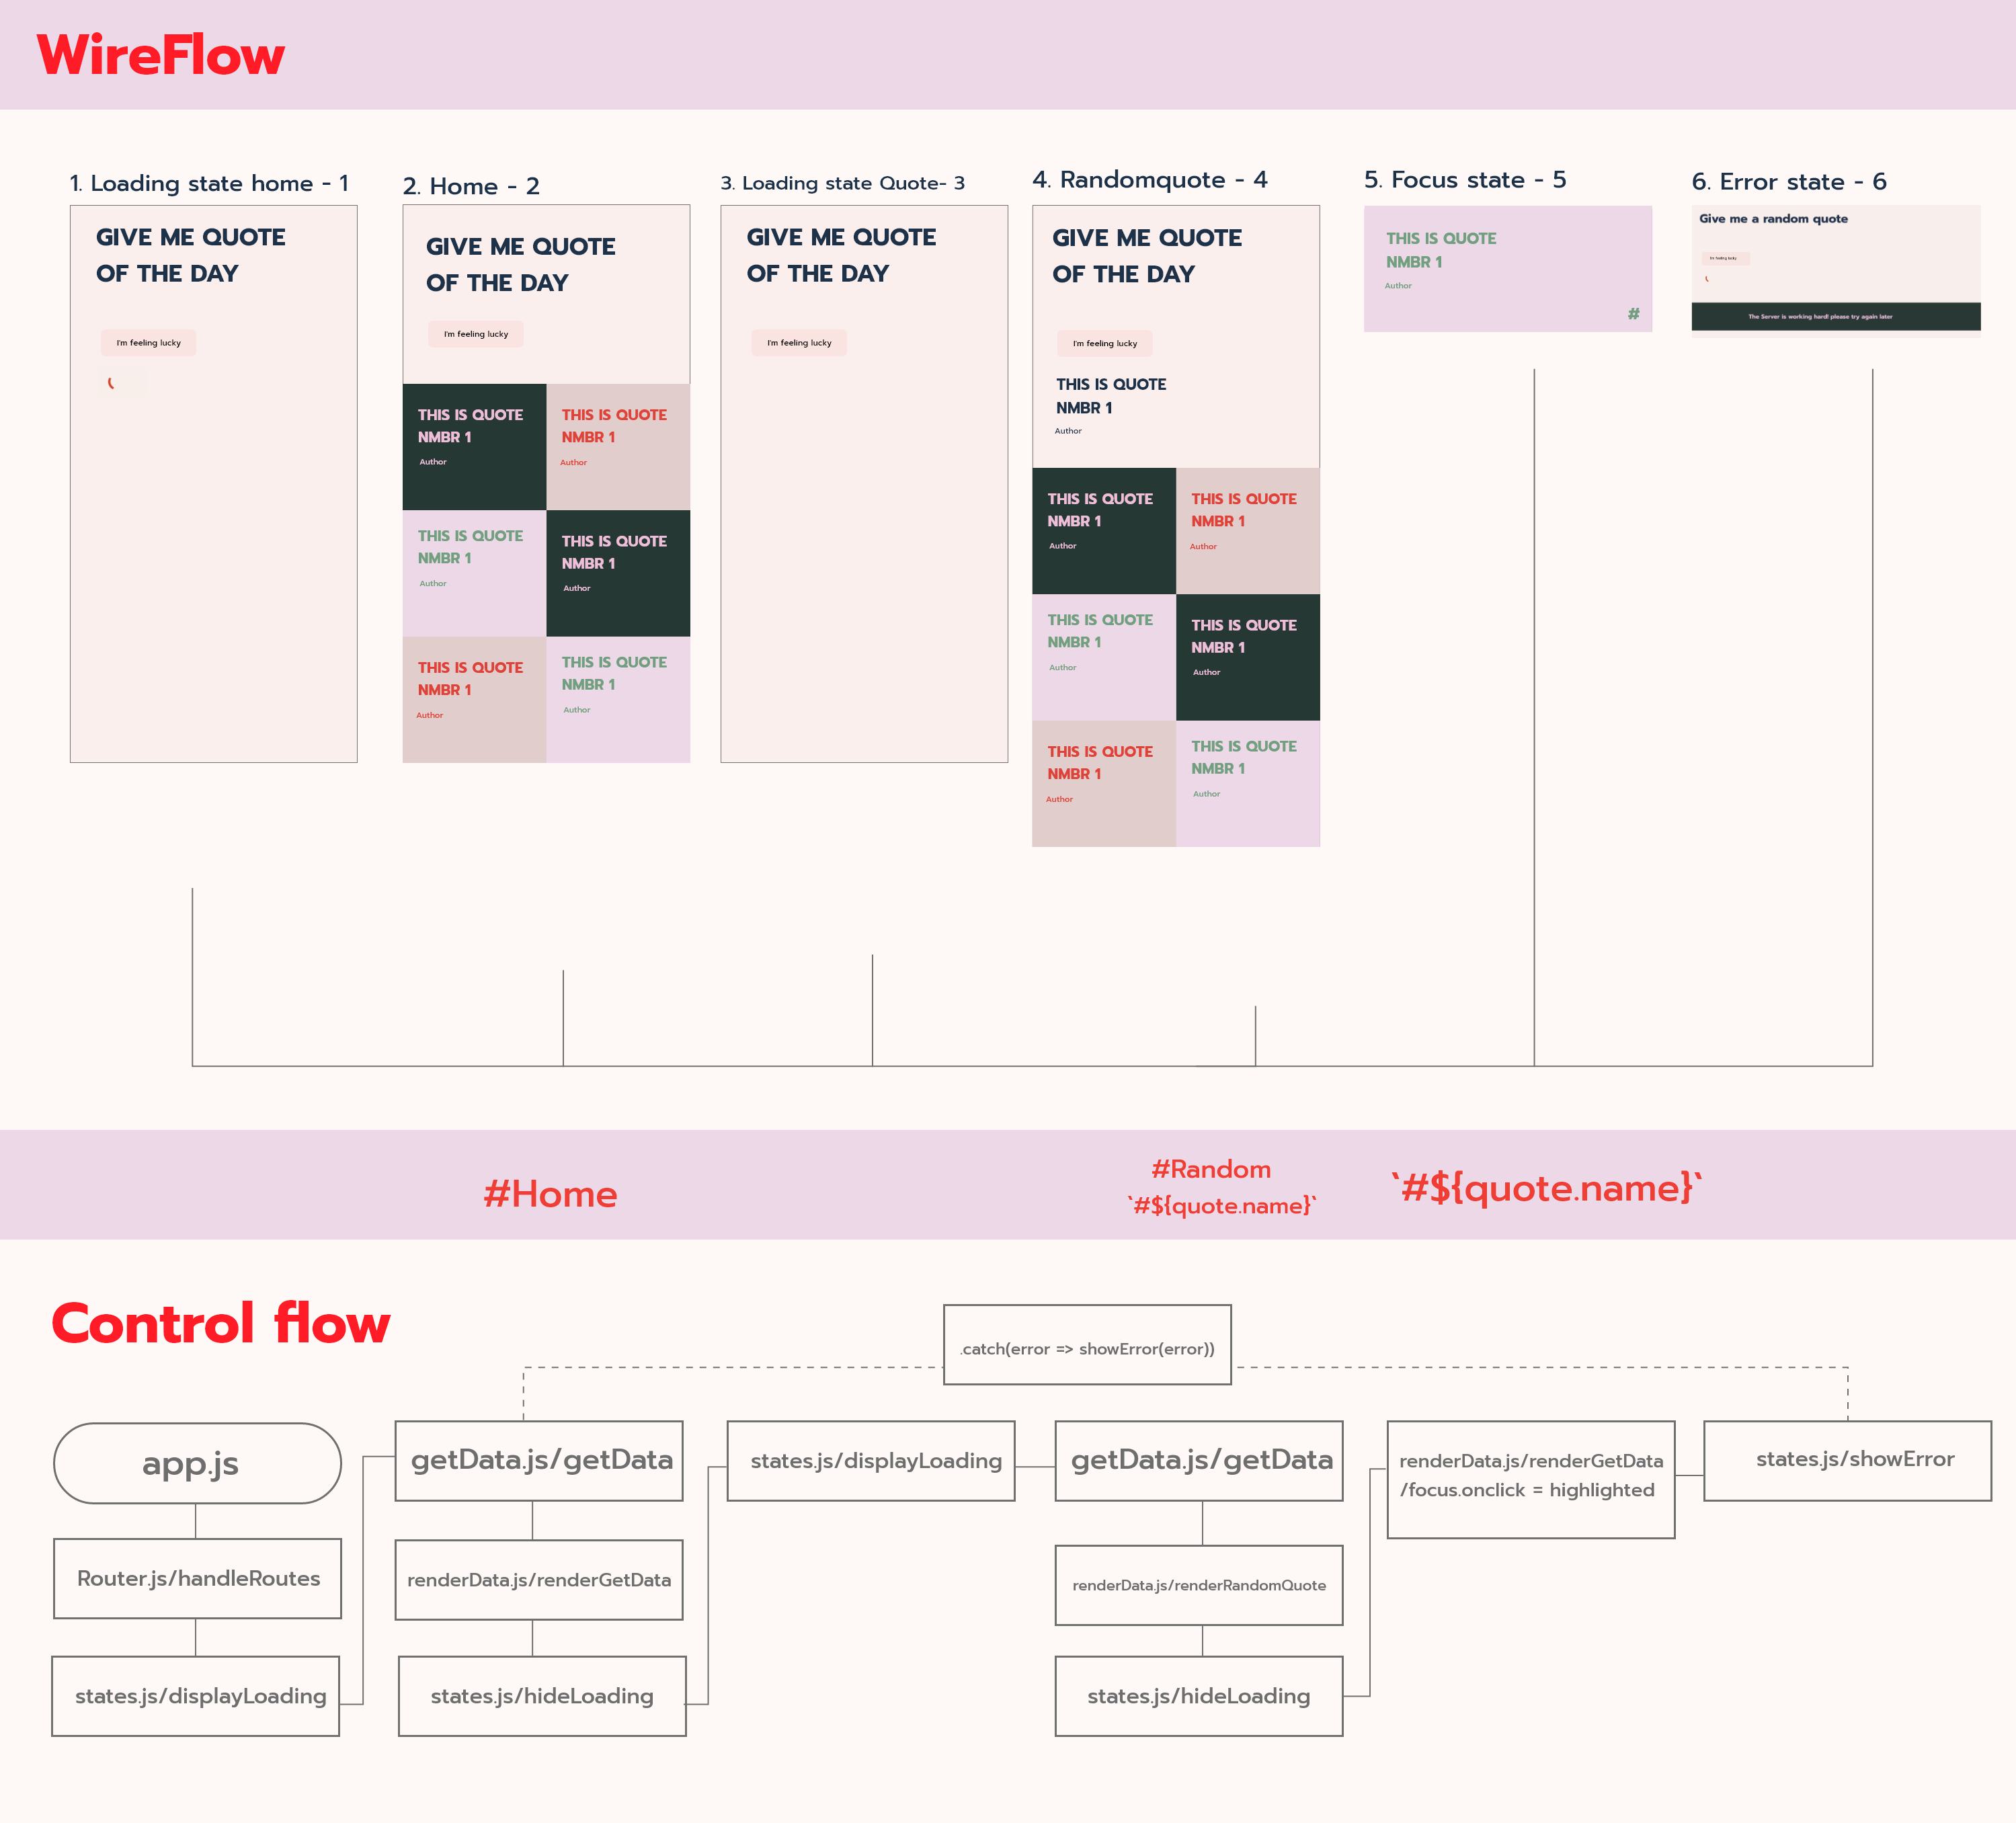 WireFlow
1. Loading state home - 1
GIVE ME QUOTE
OF THE DAY
I'm feeling lucky
2. Home - 2
GIVE ME QUOTE
OF THE DAY
I'm feeling lucky
THIS IS QUOTE
NMBR 1
Author
THIS IS QUOTE
NMBR 1
Author
THIS IS QUOTE
NMBR 1
Author
THIS IS QUOTE
NMBR 1
Author
THIS IS QUOTE
NMBR 1
Author
THIS IS QUOTE
NMBR 1
Author
3. Loading state Quote- 3
GIVE ME QUOTE
OF THE DAY
I'm feeling lucky
4. Randomquote - 4
GIVE ME QUOTE
OF THE DAY
I'm feeling lucky
THIS IS QUOTE
NMBR 1
Author
THIS IS QUOTE
NMBR 1
Author
THIS IS QUOTE
NMBR 1
Author
THIS IS QUOTE
NMBR 1
Author
THIS IS QUOTE
NMBR 1
Author
THIS IS QUOTE
NMBR 1
Author
THIS IS QUOTE
NMBR 1
Author
5. Focus state - 5
THIS IS QUOTE
NMBR 1
Author
#
6. Error state - 6
Give me a random quote
I'm feeling lucky
The Server is working hard! please try again later
#Home
#Random
`#${quote.name}`
`#${quote.name}`
Control flow
.catch(error => showError(error))
app.js
Router.js/handleRoutes
states.js/displayLoading
getData.js/getData
renderData.js/renderGetData
states.js/hideLoading
states.js/displayLoading
getData.js/getData
renderData.js/renderRandomQuote
states.js/hideLoading
renderData.js/renderGetData
/focus.onclick = highlighted
states.js/showError